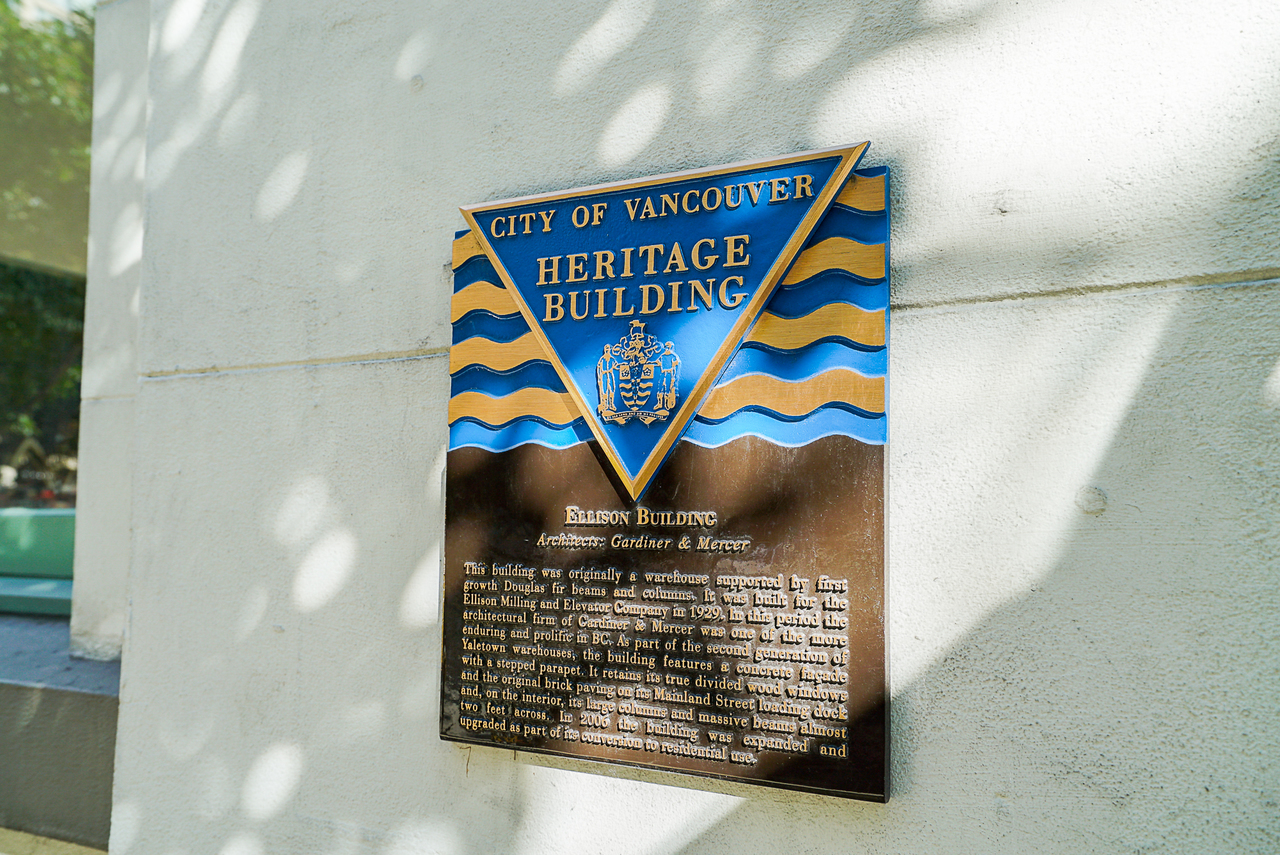 CITY OF VANCOUVER
HERITAGE
BUILDING
ELLISON BUILDING
Architects: Gardiner & Mercer
This building was originally a warehouse supported by first
growth Douglas fir beams and columns. It was built for the
Ellison Milling and Elevator Company in 1929. In this period the
architectural firm of Gardiner & Mercer was one of the more
enduring and prolific in BC. As part of the second generation of
Yaletown warehouses, the building features a concrete façade
with a stepped parapet. It retains its true divided wood windows
and the original brick paving on its Mainland Street loading dock
and, on the interior, its large columns and massive beams almost
two feet across. In 2006 the building was expanded and
upgraded as part of its conversion to residential use.